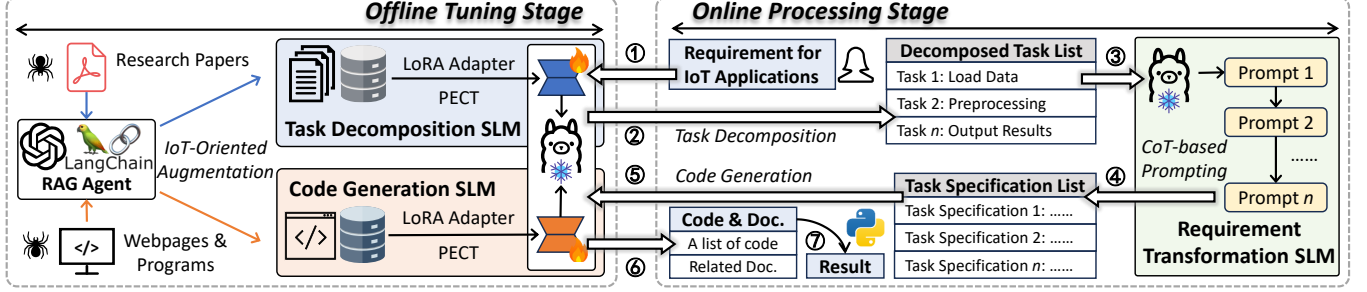 Offline Tuning Stage
Online Processing Stage
Research Papers
LangChain
RAG Agent
IoT-Oriented
Augmentation
</>
Webpages &
Programs
LoRA Adapter
PECT
Task Decomposition SLM
Code Generation SLM
</>
LoRA Adapter
PECT
①
Requirement for
IoT Applications
②
Task Decomposition
Decomposed Task List
Task 1: Load Data
Task 2: Preprocessing
Task n: Output Results
③
Prompt 1
Prompt 2
......
Prompt n
CoT-based
Prompting
Requirement
Transformation SLM
④
Task Specification List
Task Specification 1: ......
Task Specification 2: ......
Task Specification n: ......
⑤
Code Generation
⑥
Code & Doc.
A list of code
Related Doc.
⑦
Result